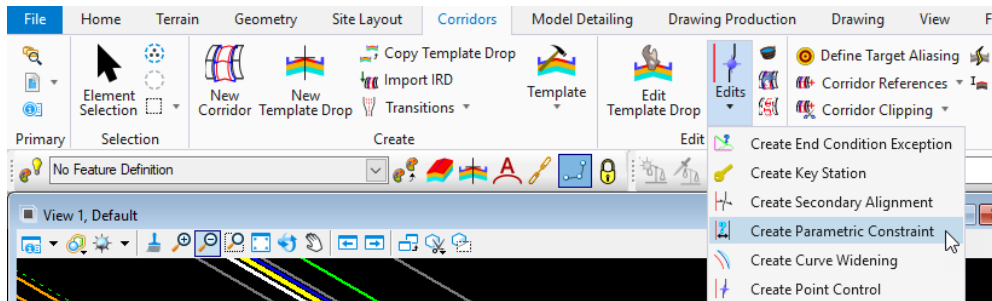 File Home Terrain Geometry Site Layout Corridors Model Detailing Drawing Production Drawing View F
Element Selection
New Corridor
New Template Drop
Copy Template Drop
Import IRD
Transitions
Template
Edit Template Drop
Edits
Define Target Aliasing
Corridor References
Corridor Clipping
Primary Selection Create Edit
No Feature Definition
View 1, Default
Create End Condition Exception
Create Key Station
Create Secondary Alignment
Create Parametric Constraint
Create Curve Widening
Create Point Control